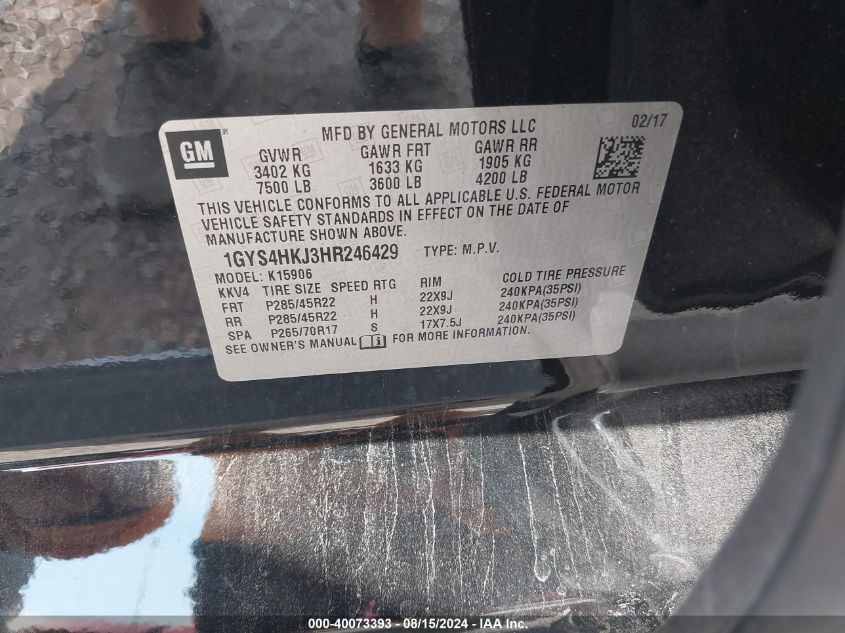 GM
MFD BY GENERAL MOTORS LLC 02/17
GVWR GAWR FRT GAWR RR
3402 KG 1633 KG 1905 KG
7500 LB 3600 LB 4200 LB
THIS VEHICLE CONFORMS TO ALL APPLICABLE U.S. FEDERAL MOTOR
VEHICLE SAFETY STANDARDS IN EFFECT ON THE DATE OF
MANUFACTURE SHOWN ABOVE.
1GYS4HKJ3HR246429 TYPE: M.P.V.
MODEL: K15906
KKV4 TIRE SIZE SPEED RTG RIM COLD TIRE PRESSURE
FRT P285/45R22 H 22X9J 240KPA(35PSI)
RR P285/45R22 H 22X9J 240KPA(35PSI)
SPA P265/70R17 S 17X7.5J 240KPA(35PSI)
SEE OWNER'S MANUAL FOR MORE INFORMATION.
000-40073393 - 08/15/2024 - IAA Inc.